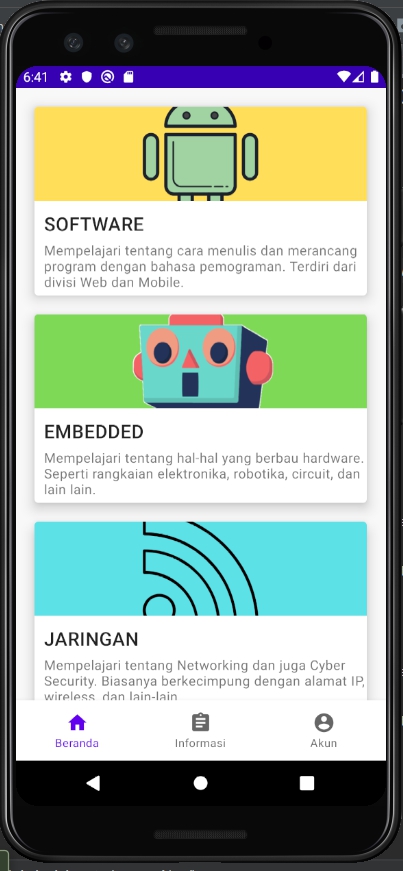 6:41
SOFTWARE
Mempelajari tentang cara menulis dan merancang
program dengan bahasa pemograman. Terdiri dari
divisi Web dan Mobile.
EMBEDDED
Mempelajari tentang hal-hal yang berbau hardware.
Seperti rangkaian elektronika, robotika, circuit, dan
lain lain.
JARINGAN
Mempelajari tentang Networking dan juga Cyber
Security. Biasanya berkecimpung dengan alamat IP,
wireless, dan lain-lain
Beranda
Informasi
Akun